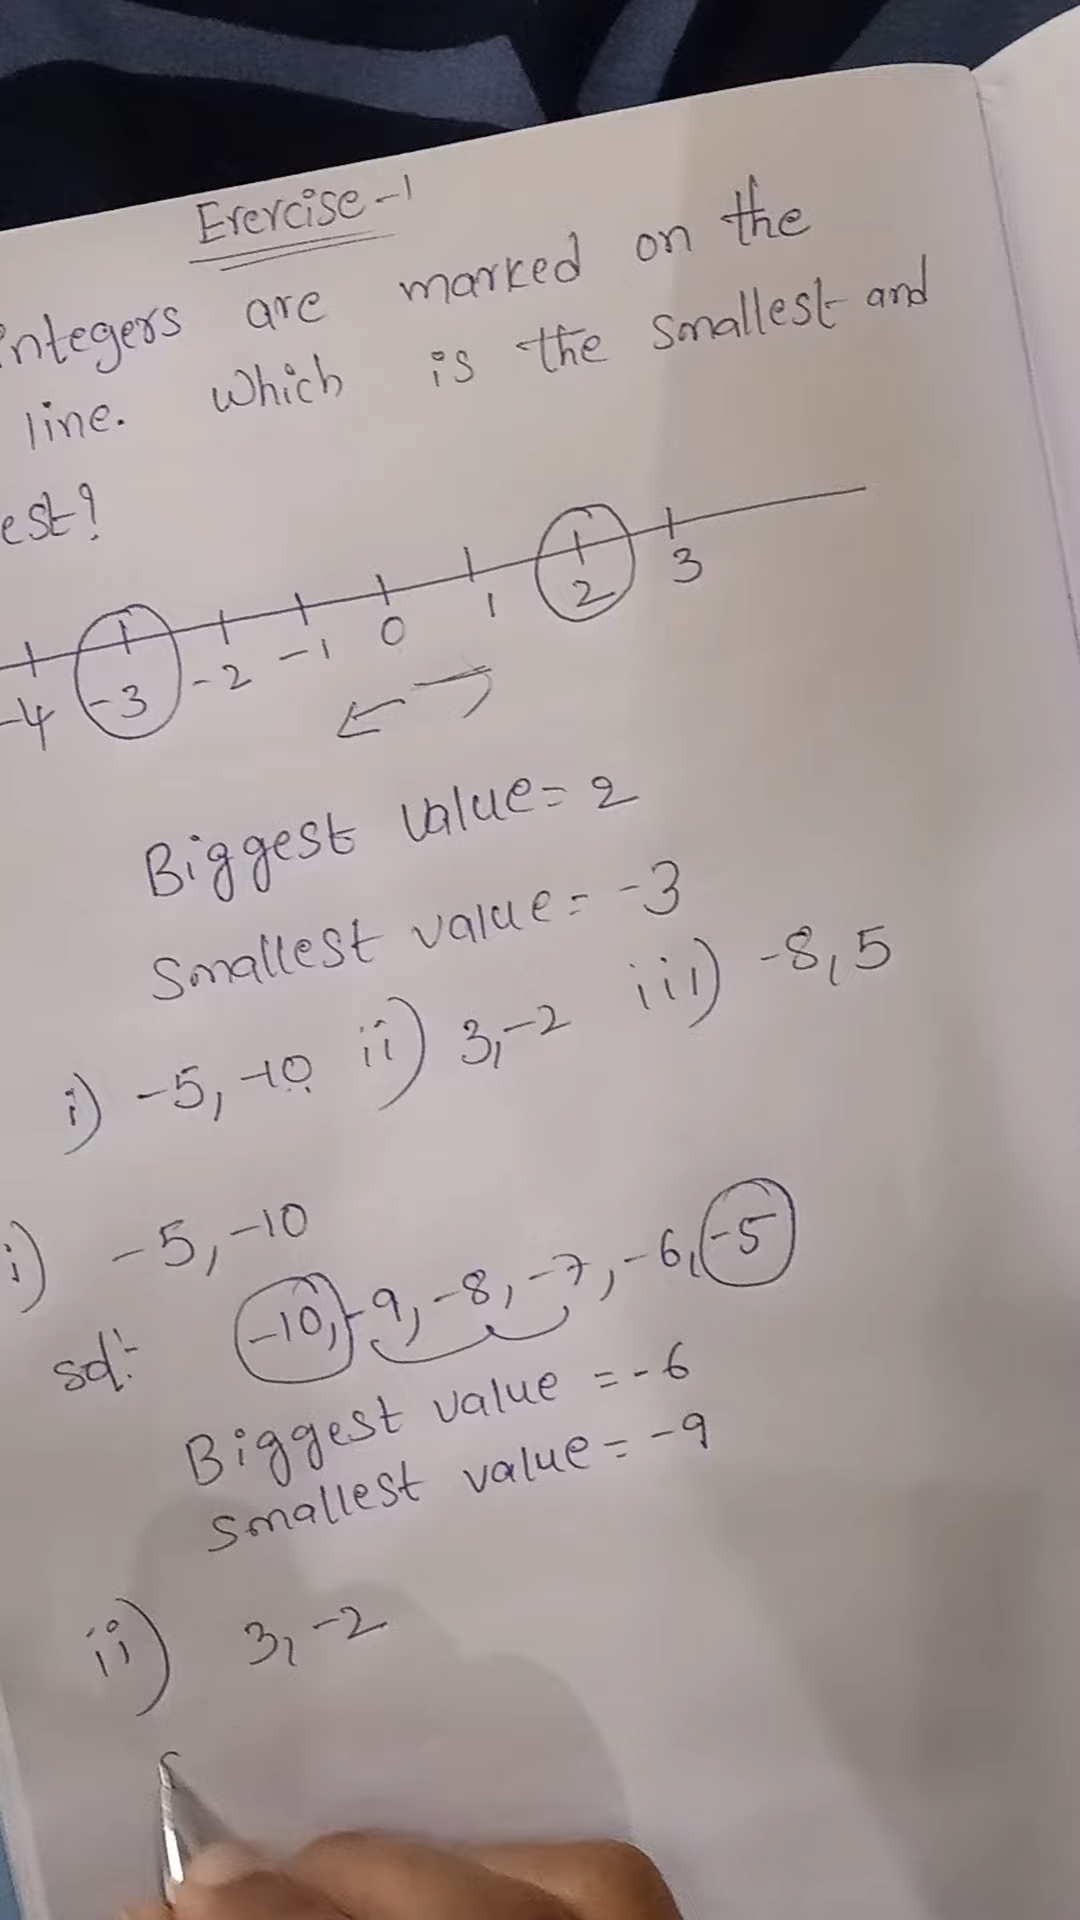 Exercise-1
integers are marked on the
line. Which is the smallest and
est?
-4 -3 -2 -1 0 1 2 3
Biggest value = 2
Smallest value = -3
i) -5, -10 ii) 3, -2 iii) -8, 5
i) -5, -10
sol:- -10, -9, -8, -7, -6, -5
Biggest value = -6
smallest value = -9
ii) 3, -2